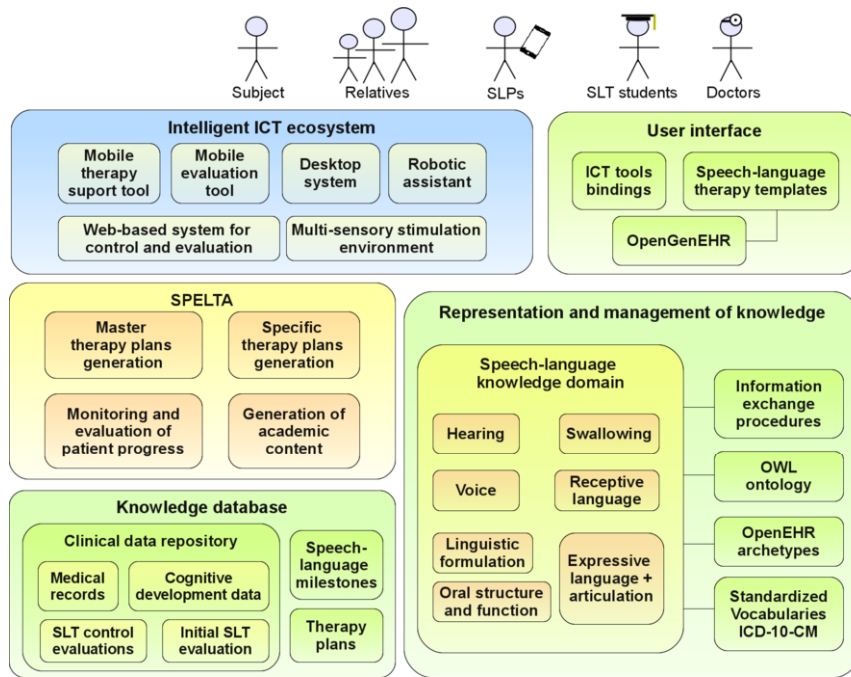 Subject
Relatives
SLPs
SLT students
Doctors
Intelligent ICT ecosystem
Mobile
therapy
suport tool
Mobile
evaluation
tool
Desktop
system
Robotic
assistant
Web-based system for
control and evaluation
Multi-sensory stimulation
environment
User interface
ICT tools
bindings
Speech-language
therapy templates
OpenGenEHR
SPELTA
Master
therapy plans
generation
Specific
therapy plans
generation
Monitoring and
evaluation of
patient progress
Generation of
academic
content
Knowledge database
Clinical data repository
Medical
records
Cognitive
development data
SLT control
evaluations
Initial SLT
evaluation
Speech-
language
milestones
Therapy
plans
Representation and management of knowledge
Speech-language
knowledge domain
Hearing
Swallowing
Voice
Receptive
language
Linguistic
formulation
Oral structure
and function
Expressive
language +
articulation
Information
exchange
procedures
OWL
ontology
OpenEHR
archetypes
Standardized
Vocabularies
ICD-10-CM